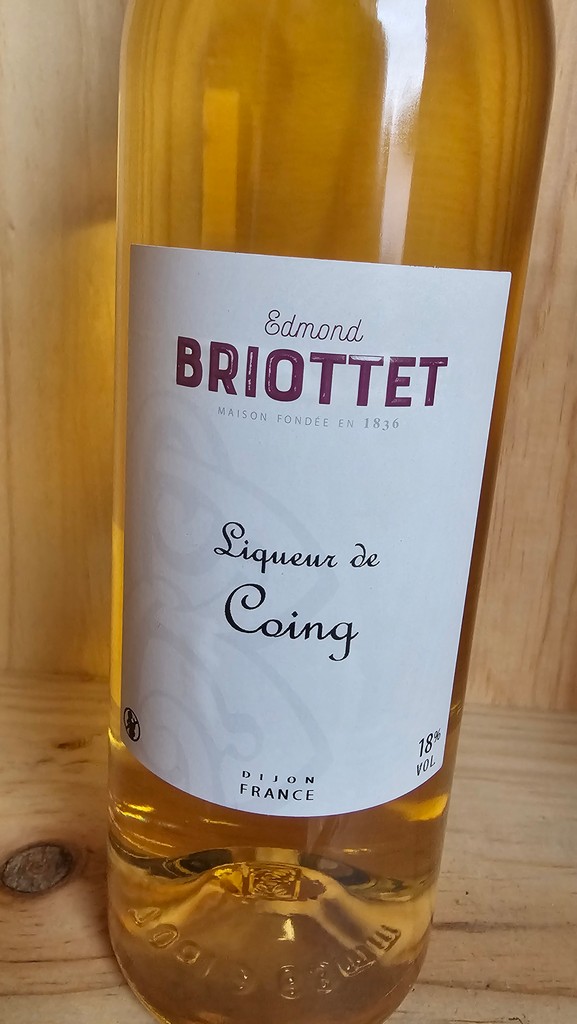 Edmond
BRIOTTET
MAISON FONDÉE EN 1836
Liqueur de
Coing
18%
VOL
DIJON
FRANCE